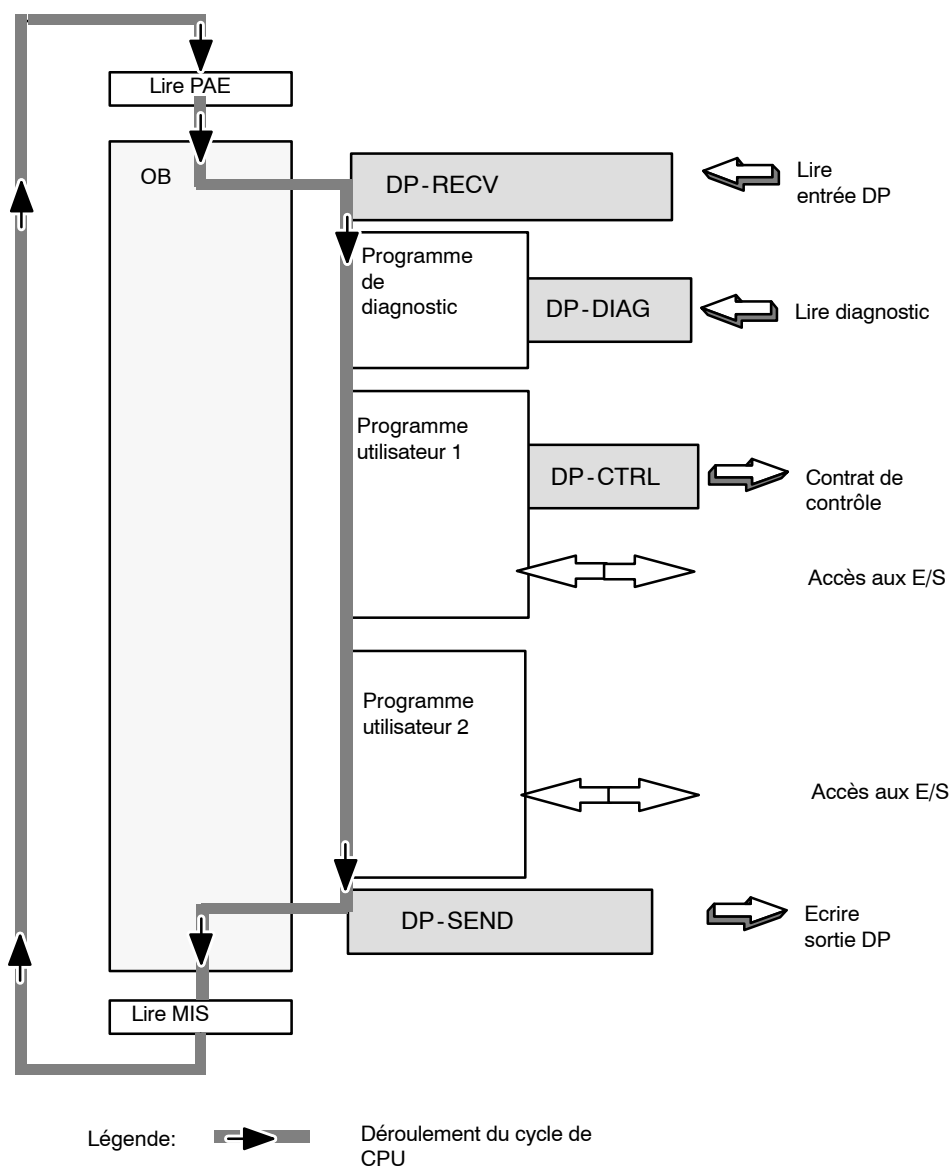 Lire PAE
OB
DP-RECV
Lire
entrée DP
Programme
de
diagnostic
DP-DIAG
Lire diagnostic
Programme
utilisateur 1
DP-CTRL
Contrat de
contrôle
Accès aux E/S
Programme
utilisateur 2
Accès aux E/S
DP-SEND
Ecrire
sortie DP
Lire MIS
Légende:
Déroulement du cycle de
CPU